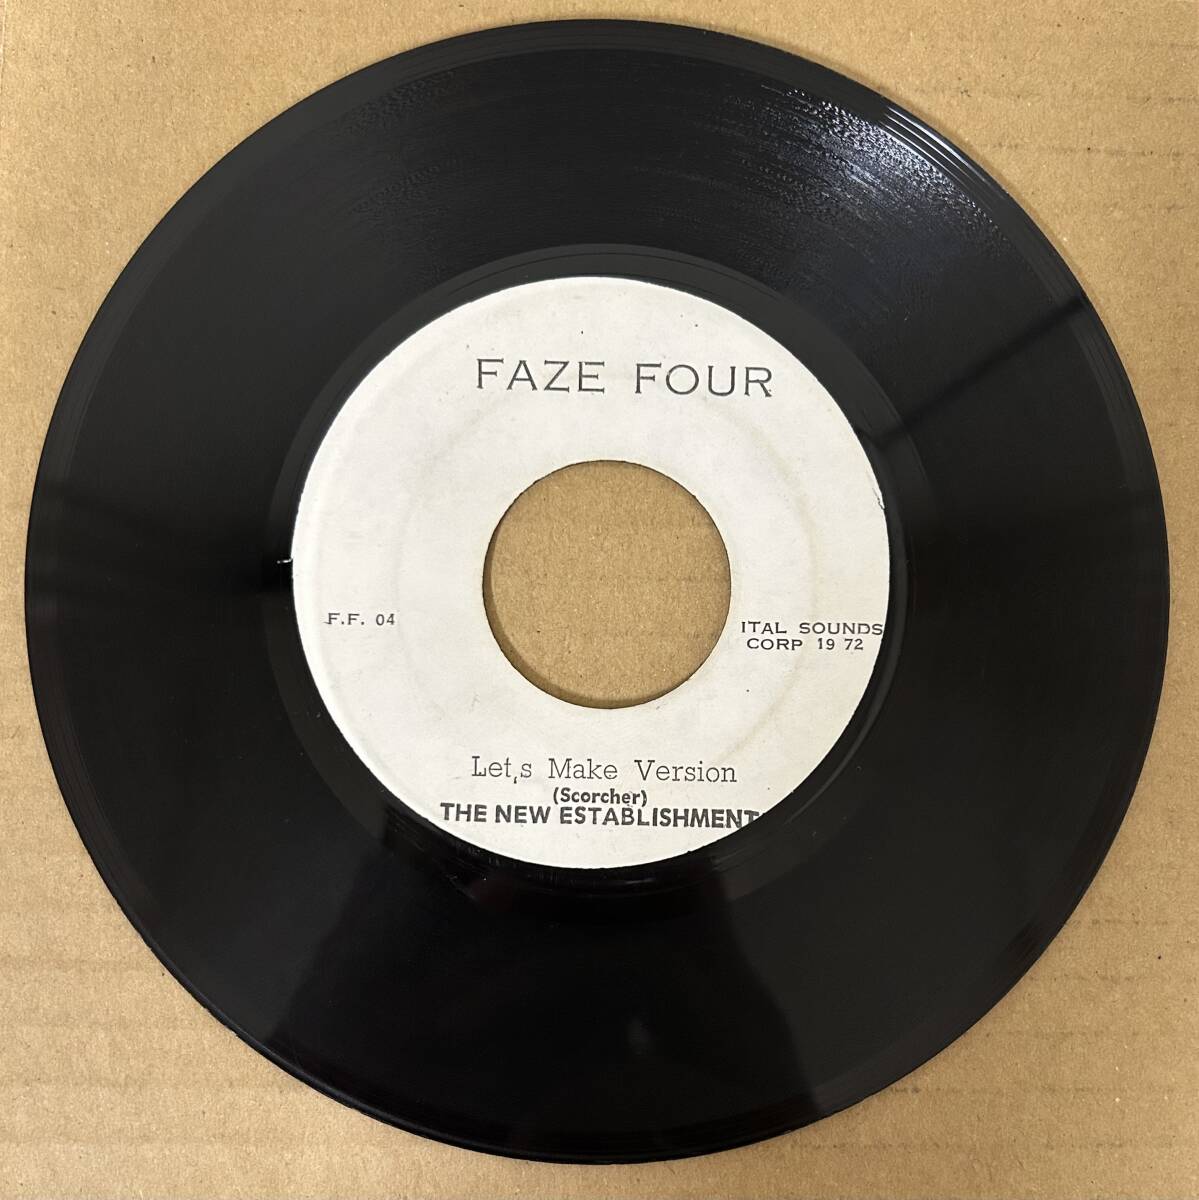 FAZE FOUR
F.F. 04
ITAL SOUNDS
CORP 19 72
Let,s Make Version
(Scorcher)
THE NEW ESTABLISHMENT